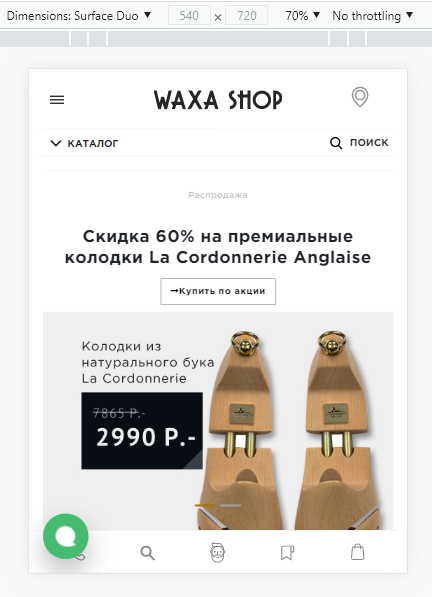 Dimensions: Surface Duo ▼ 540 × 720 70% ▼ No throttling ▼
WAXA SHOP
КАТАЛОГ ПОИСК
Распродажа
Скидка 60% на премиальные
колодки La Cordonnerie Anglaise
→Купить по акции
Колодки из
натурального бука
La Cordonnerie
7865 Р.-
2990 Р.-